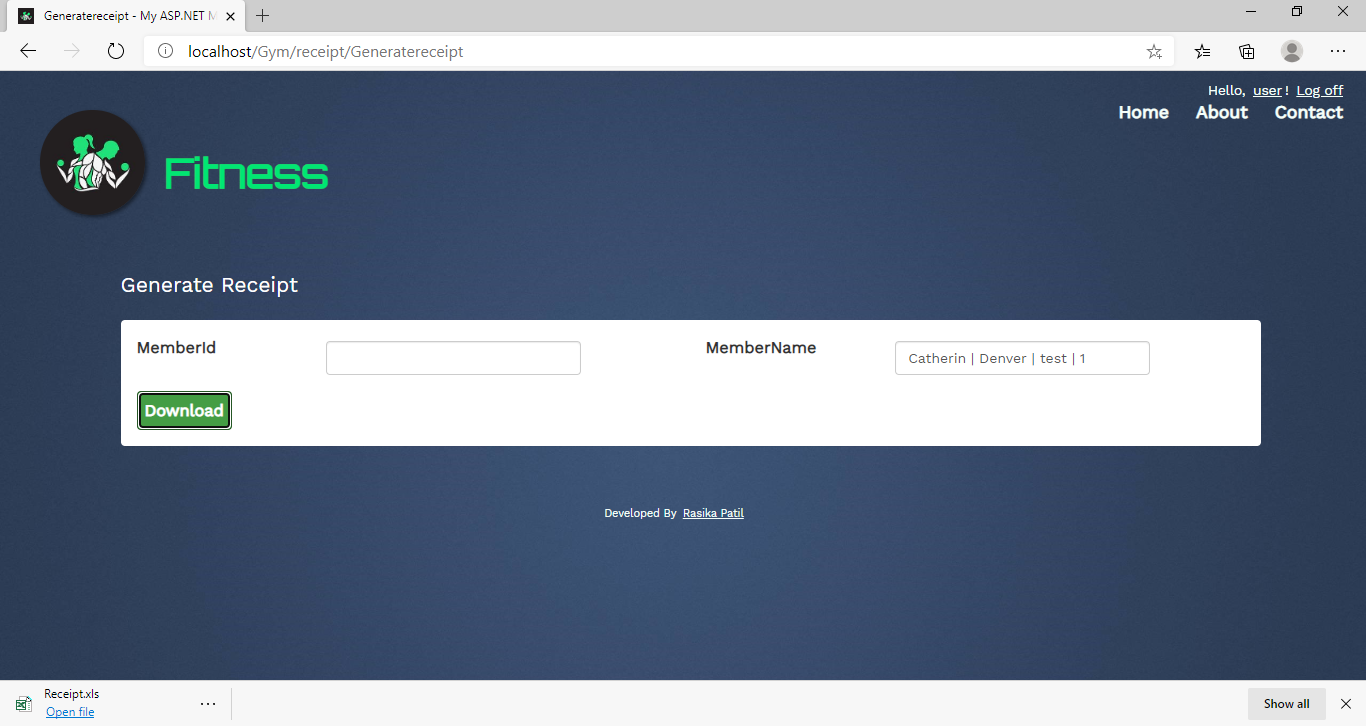 Generatereceipt - My ASP.NET M
localhost/Gym/receipt/Generatereceipt
Hello, user! Log off
Home About Contact
Fitness
Generate Receipt
MemberId
MemberName
Catherin | Denver | test | 1
Download
Developed By Rasika Patil
Receipt.xls
Open file
Show all